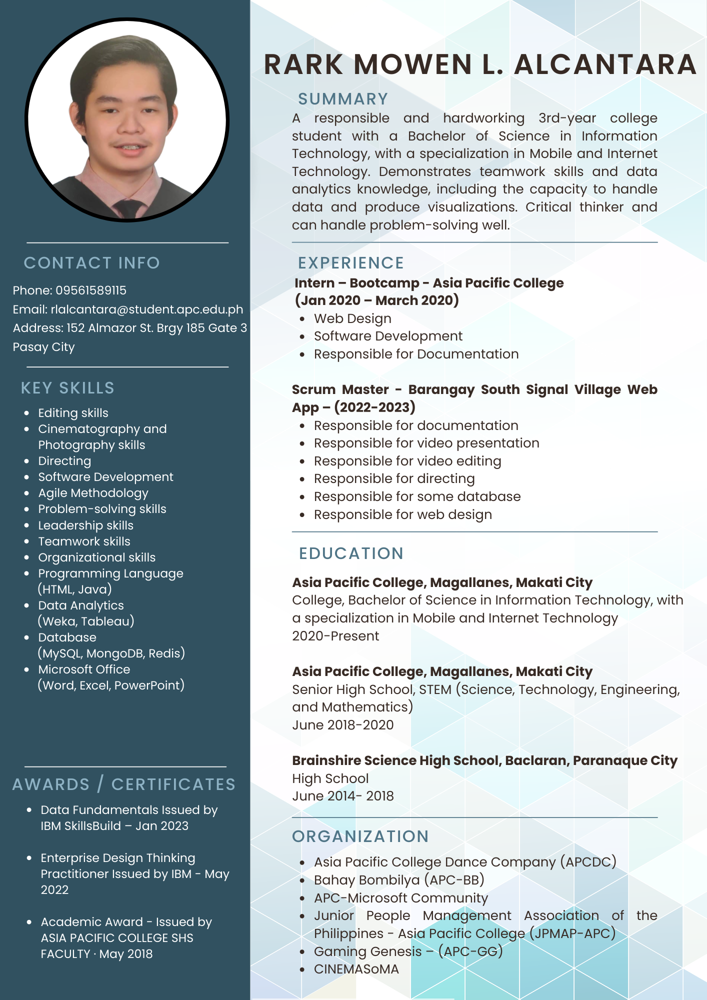 RARK MOWEN L. ALCANTARA
SUMMARY
A responsible and hardworking 3rd-year college
student with a Bachelor of Science in Information
Technology, with a specialization in Mobile and Internet
Technology. Demonstrates teamwork skills and data
analytics knowledge, including the capacity to handle
data and produce visualizations. Critical thinker and
can handle problem-solving well.
CONTACT INFO
Phone: 09561589115
Email: rlalcantara@student.apc.edu.ph
Address: 152 Almazor St. Brgy 185 Gate 3
Pasay City
KEY SKILLS
• Editing skills
• Cinematography and
Photography skills
• Directing
• Software Development
• Agile Methodology
• Problem-solving skills
• Leadership skills
• Teamwork skills
• Organizational skills
• Programming Language
(HTML, Java)
• Data Analytics
(Weka, Tableau)
• Database
(MySQL, MongoDB, Redis)
• Microsoft Office
(Word, Excel, PowerPoint)
AWARDS / CERTIFICATES
• Data Fundamentals Issued by
IBM SkillsBuild – Jan 2023
• Enterprise Design Thinking
Practitioner Issued by IBM - May
2022
• Academic Award - Issued by
ASIA PACIFIC COLLEGE SHS
FACULTY · May 2018
EXPERIENCE
Intern – Bootcamp - Asia Pacific College
(Jan 2020 – March 2020)
• Web Design
• Software Development
• Responsible for Documentation
Scrum Master - Barangay South Signal Village Web
App – (2022-2023)
• Responsible for documentation
• Responsible for video presentation
• Responsible for video editing
• Responsible for directing
• Responsible for some database
• Responsible for web design
EDUCATION
Asia Pacific College, Magallanes, Makati City
College, Bachelor of Science in Information Technology, with
a specialization in Mobile and Internet Technology
2020-Present
Asia Pacific College, Magallanes, Makati City
Senior High School, STEM (Science, Technology, Engineering,
and Mathematics)
June 2018-2020
Brainshire Science High School, Baclaran, Paranaque City
High School
June 2014- 2018
ORGANIZATION
• Asia Pacific College Dance Company (APCDC)
• Bahay Bombilya (APC-BB)
• APC-Microsoft Community
• Junior People Management Association of the
Philippines - Asia Pacific College (JPMAP-APC)
• Gaming Genesis – (APC-GG)
• CINEMASoMA